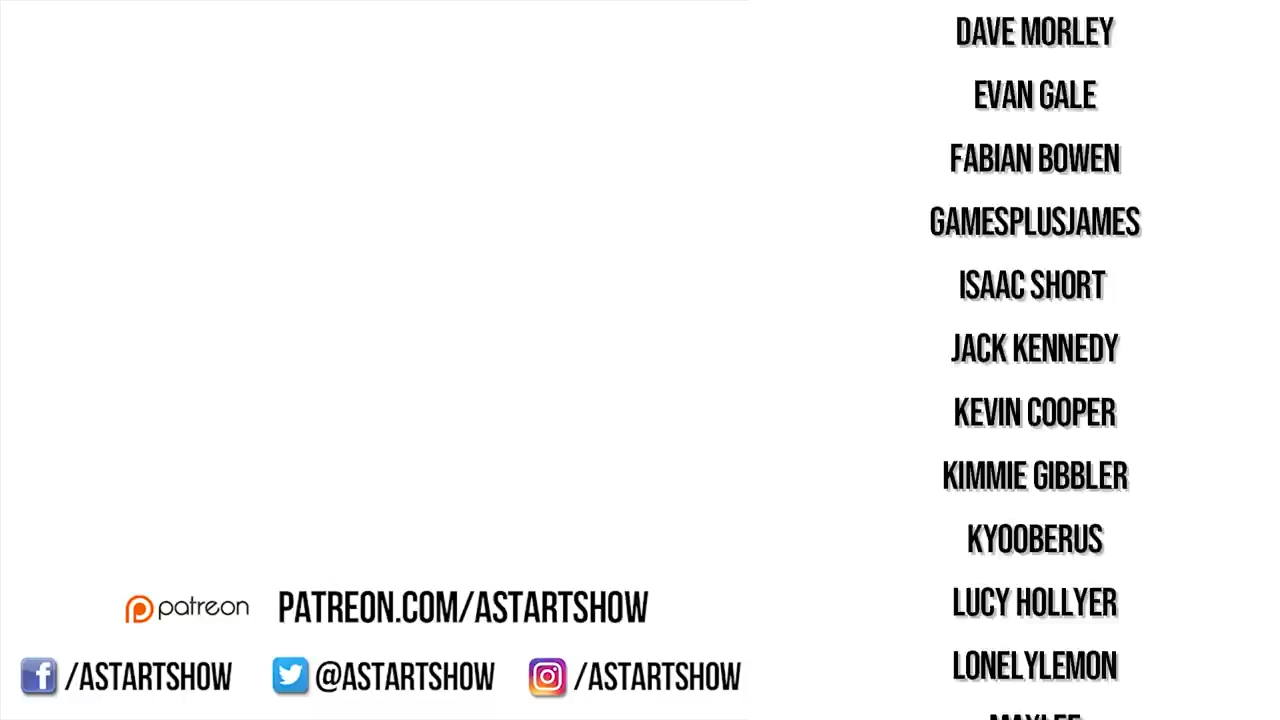 DAVE MORLEY
EVAN GALE
FABIAN BOWEN
GAMESPLUSJAMES
ISAAC SHORT
JACK KENNEDY
KEVIN COOPER
KIMMIE GIBBLER
KYOOBERUS
LUCY HOLLYER
LONELYLEMON
patreon PATREON.COM/ASTARTSHOW
/ASTARTSHOW @ASTARTSHOW /ASTARTSHOW